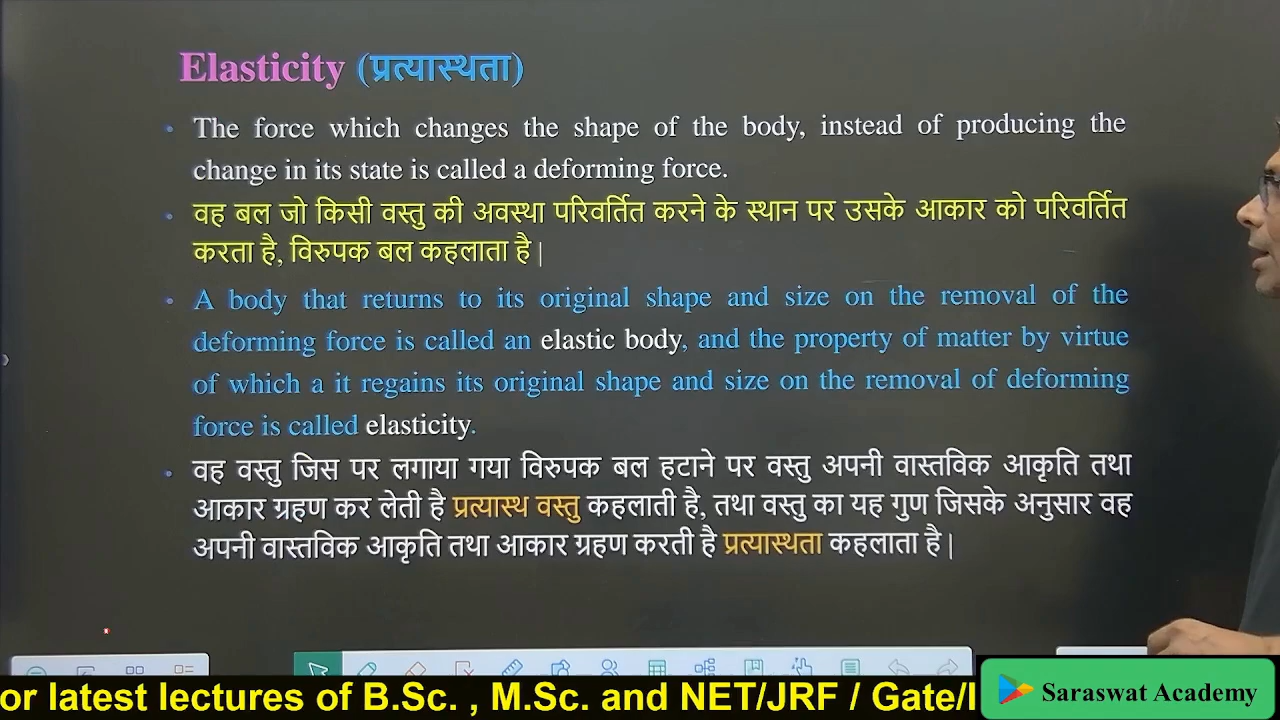 Elasticity (प्रत्यास्थता)
• The force which changes the shape of the body, instead of producing the
change in its state is called a deforming force.
• वह बल जो किसी वस्तु की अवस्था परिवर्तित करने के स्थान पर उसके आकार को परिवर्तित
करता है, विरुपक बल कहलाता है |
• A body that returns to its original shape and size on the removal of the
deforming force is called an elastic body, and the property of matter by virtue
of which a it regains its original shape and size on the removal of deforming
force is called elasticity.
• वह वस्तु जिस पर लगाया गया विरुपक बल हटाने पर वस्तु अपनी वास्तविक आकृति तथा
आकार ग्रहण कर लेती है प्रत्यास्थ वस्तु कहलाती है, तथा वस्तु का यह गुण जिसके अनुसार वह
अपनी वास्तविक आकृति तथा आकार ग्रहण करती है प्रत्यास्थता कहलाता है |
or latest lectures of B.Sc. , M.Sc. and NET/JRF / Gate/
Saraswat Academy